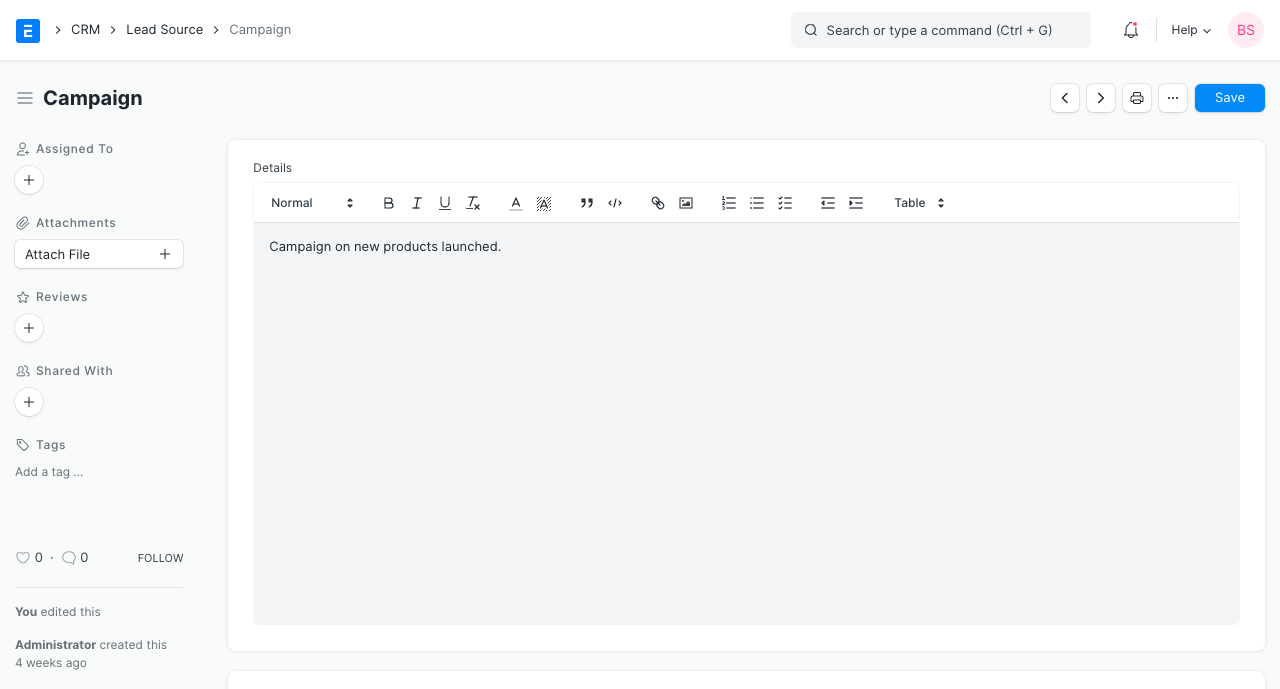 CRM Lead Source Campaign
Search or type a command (Ctrl + G)
Help
BS
Campaign
Save
Assigned To
Attachments
Attach File
Reviews
Shared With
Tags
Add a tag ...
0 · 0 FOLLOW
You edited this
Administrator created this
4 weeks ago
Details
Normal
Table
Campaign on new products launched.